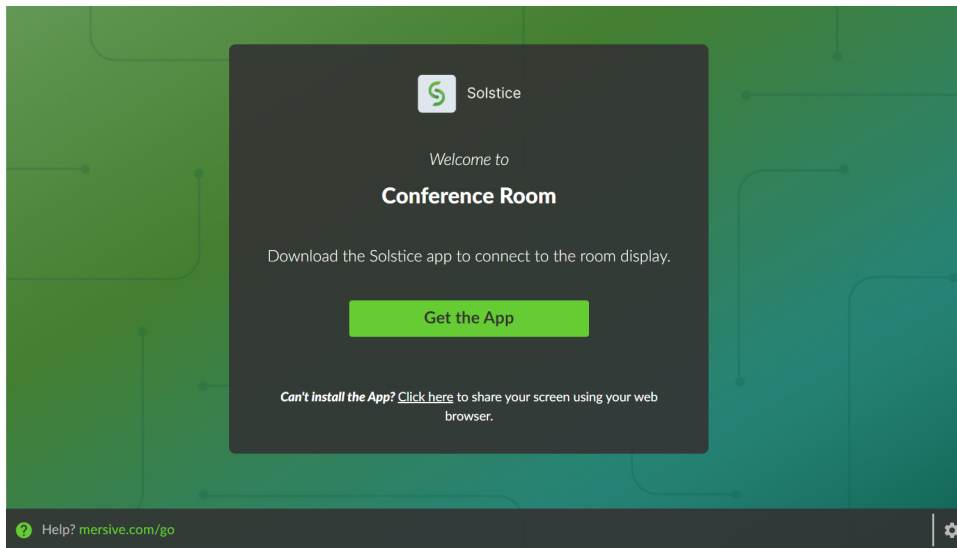 Solstice
Welcome to
Conference Room
Download the Solstice app to connect to the room display.
Get the App
Can't install the App? Click here to share your screen using your web
browser.
Help? mersive.com/go